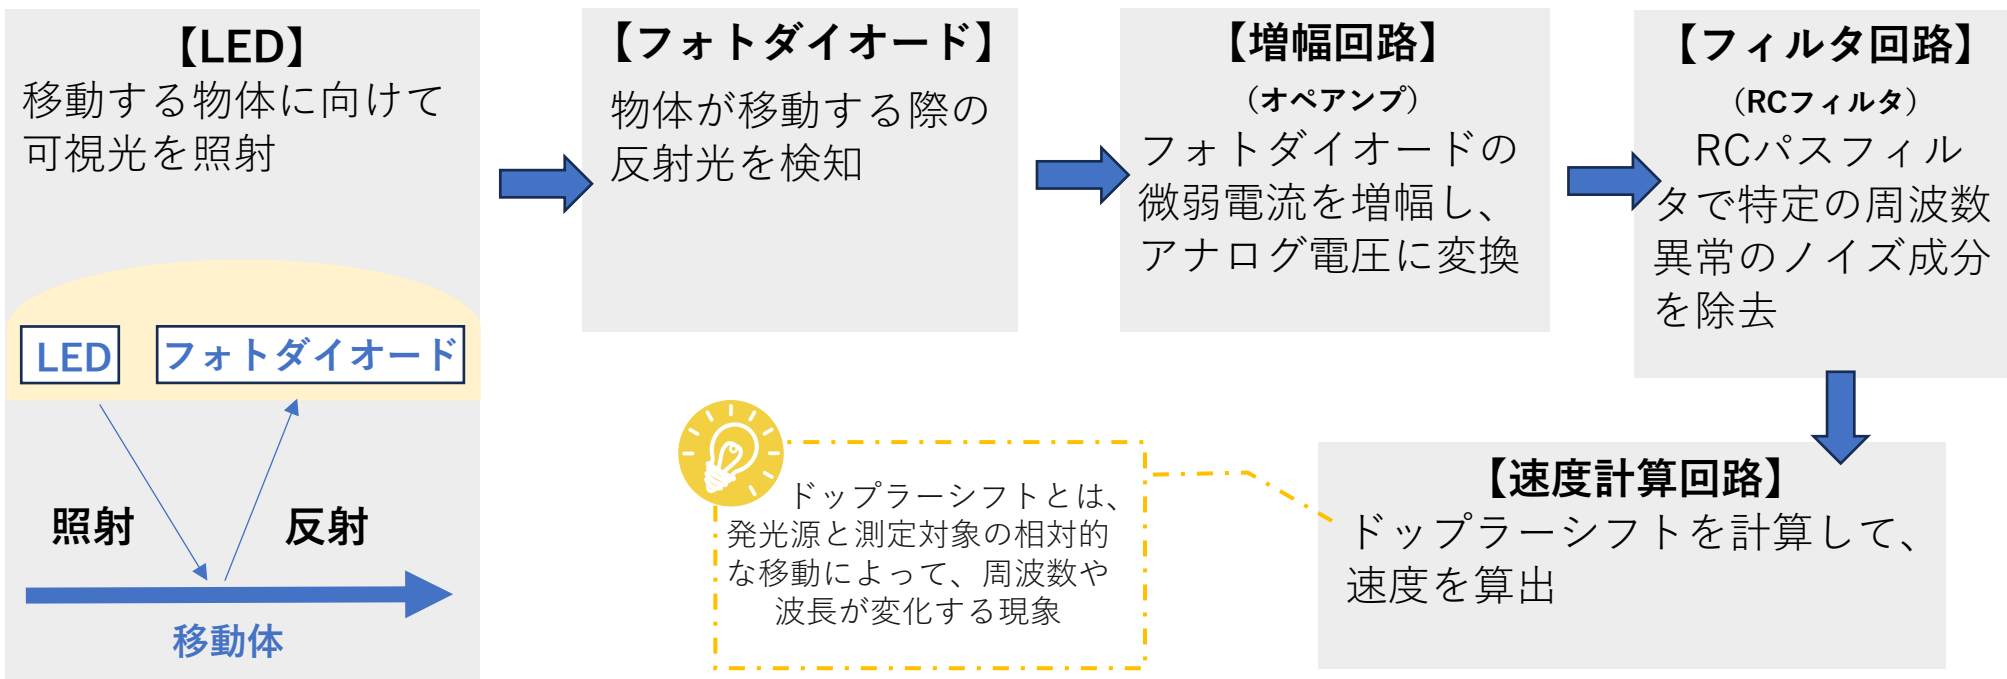 【LED】
移動する物体に向けて
可視光を照射
LED
フォトダイオード
照射
反射
移動体
【フォトダイオード】
物体が移動する際の
反射光を検知
【増幅回路】
（オペアンプ）
フォトダイオードの
微弱電流を増幅し、
アナログ電圧に変換
【フィルタ回路】
（RCフィルタ）
RCパスフィル
タで特定の周波数
異常のノイズ成分
を除去
【速度計算回路】
ドップラーシフトを計算して、
速度を算出
ドップラーシフトとは、
発光源と測定対象の相対的
な移動によって、周波数や
波長が変化する現象